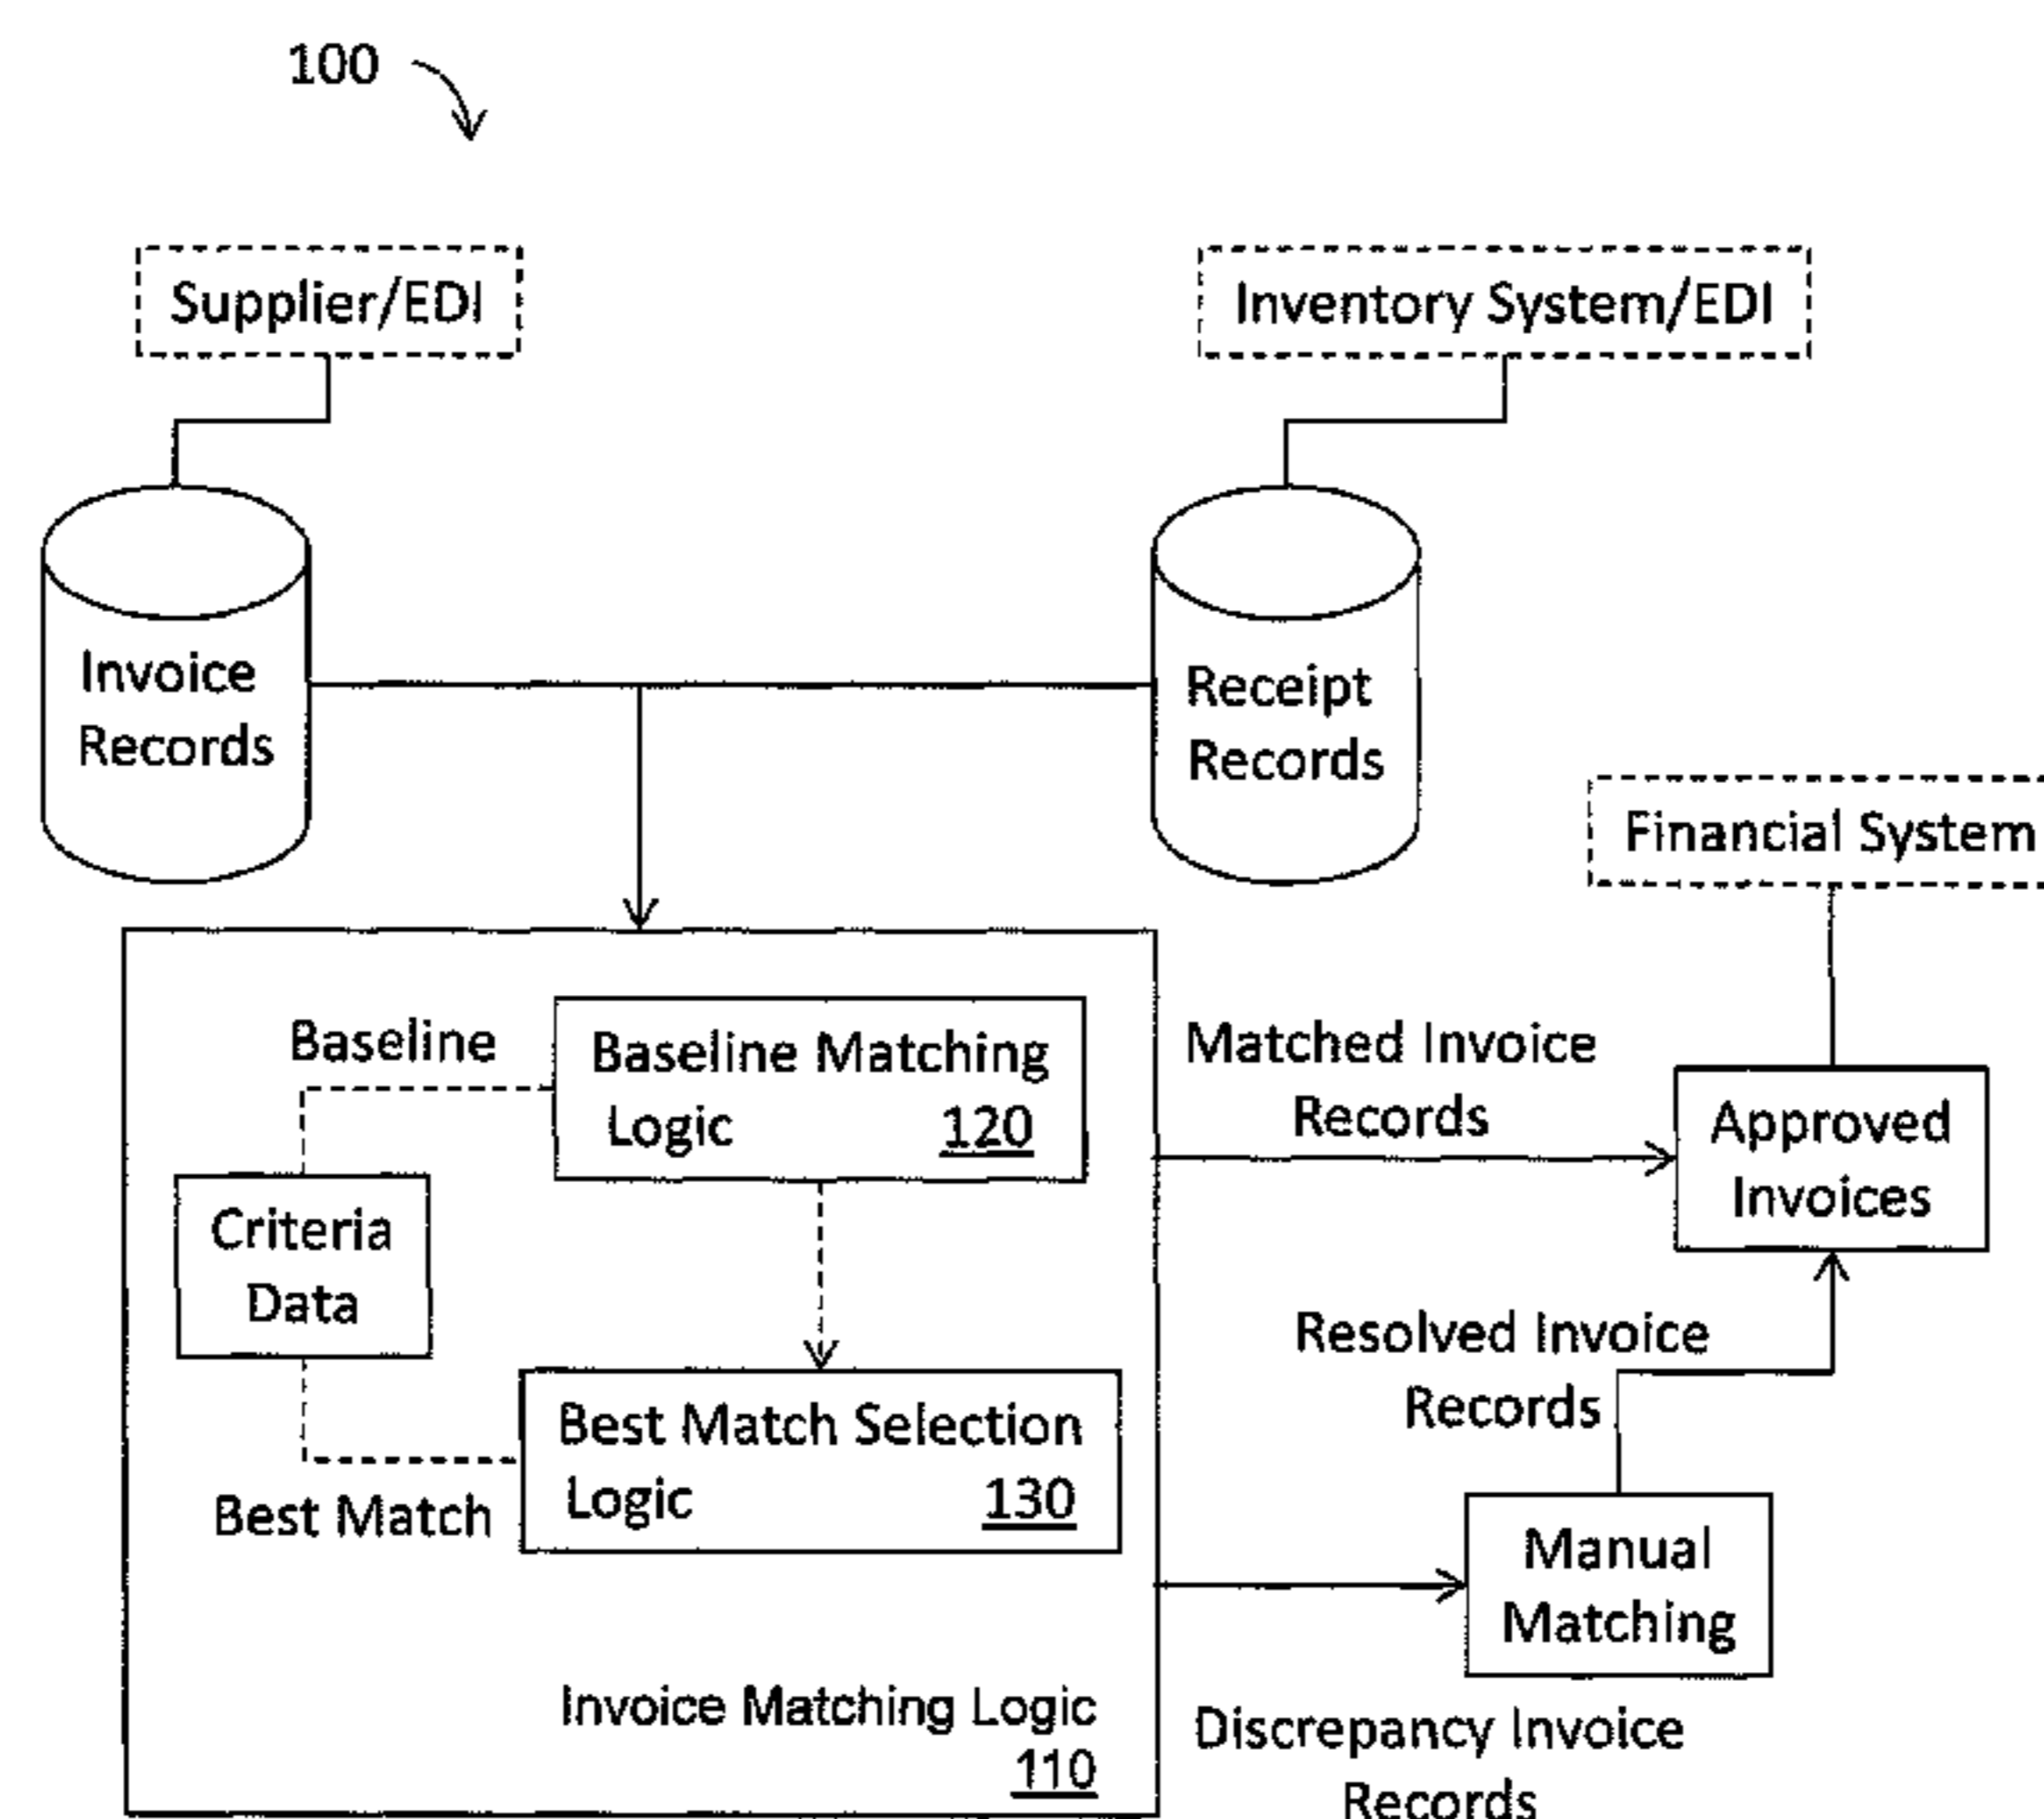 100
Supplier/EDI
Inventory System/EDI
Invoice
Records
Receipt
Records
Financial System
Baseline
Baseline Matching
Logic 120
Criteria
Data
Best Match Selection
Logic 130
Best Match
Invoice Matching Logic
110
Matched Invoice
Records
Approved
Invoices
Resolved Invoice
Records
Manual
Matching
Discrepancy Invoice
Records